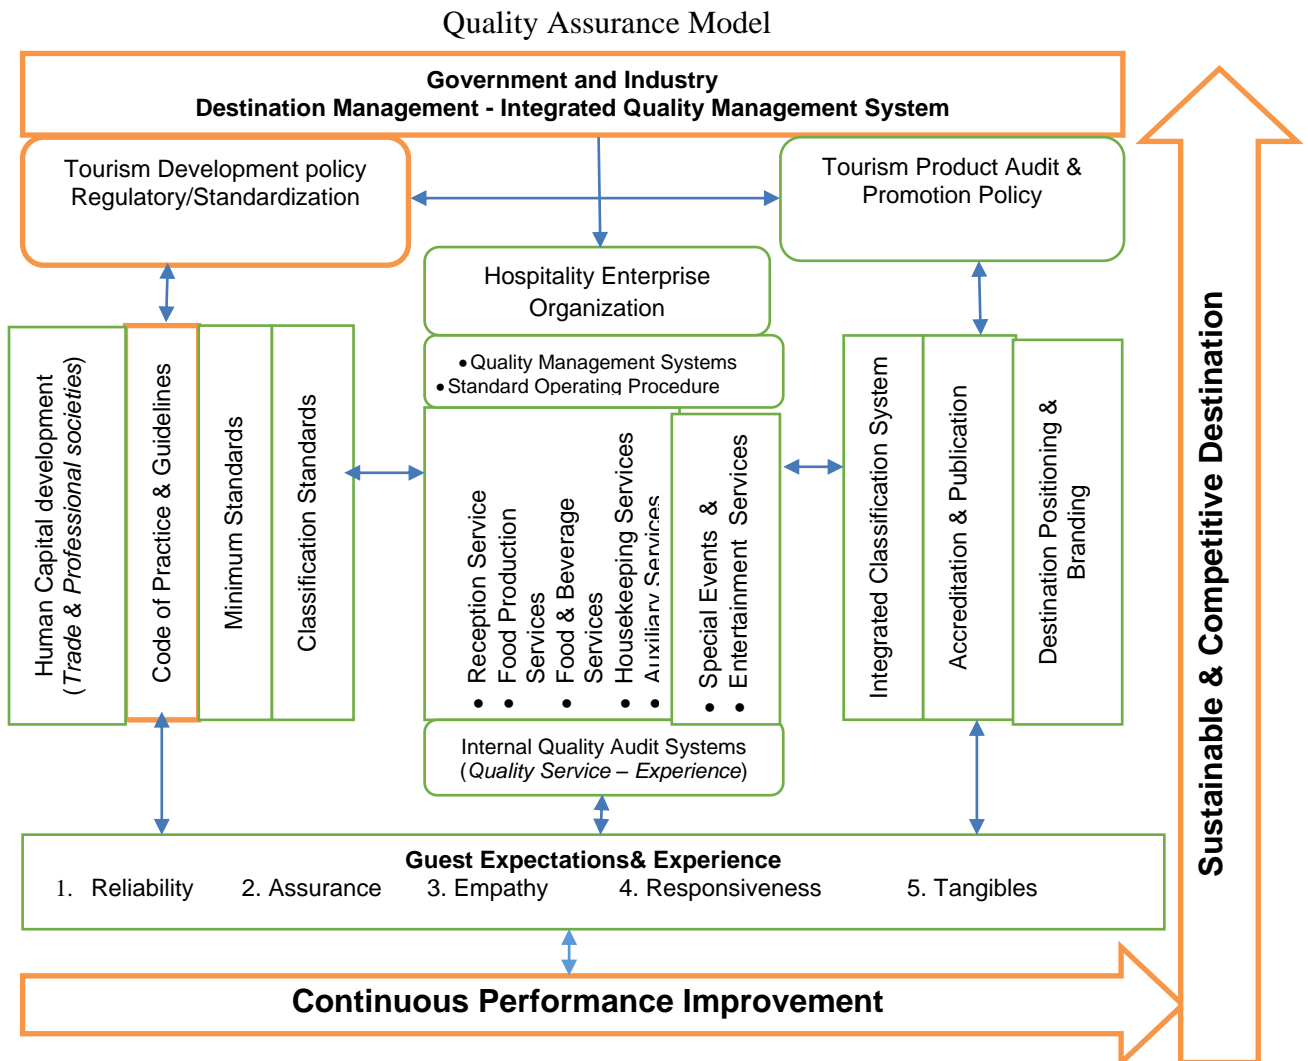 Quality Assurance Model
Government and Industry
Destination Management - Integrated Quality Management System
Tourism Development policy
Regulatory/Standardization
Tourism Product Audit &
Promotion Policy
Hospitality Enterprise
Organization
•Quality Management Systems
•Standard Operating Procedure
Human Capital development
(Trade & Professional societies)
Code of Practice & Guidelines
Minimum Standards
Classification Standards
• Reception Service
• Food Production
Services
• Food & Beverage
Services
• Housekeeping Services
• Auxiliary Services
• Special Events &
• Entertainment Services
Integrated Classification System
Accreditation & Publication
Destination Positioning &
Branding
Internal Quality Audit Systems
(Quality Service – Experience)
Guest Expectations& Experience
1. Reliability 2. Assurance 3. Empathy 4. Responsiveness 5. Tangibles
Continuous Performance Improvement
Sustainable & Competitive Destination